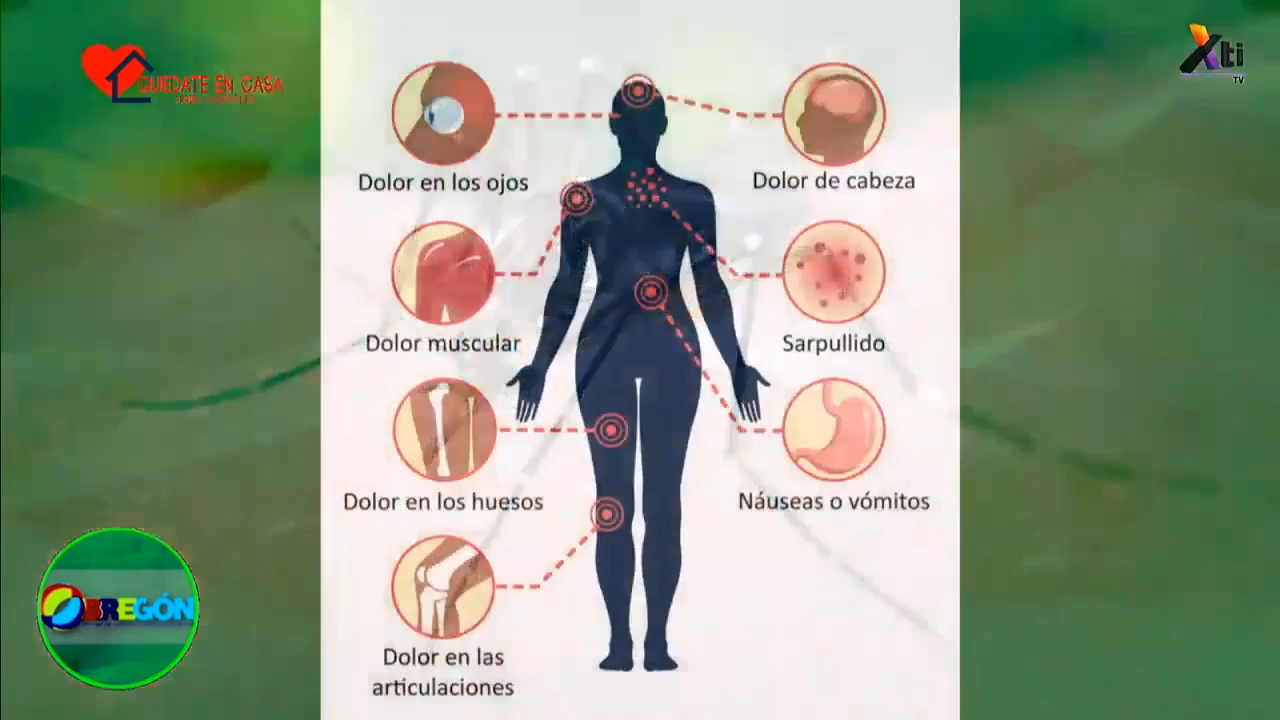 QUEDATE EN CASA
Xti
TV
Dolor en los ojos
Dolor de cabeza
Dolor muscular
Sarpullido
Dolor en los huesos
Náuseas o vómitos
Dolor en las
articulaciones
BREGÓN